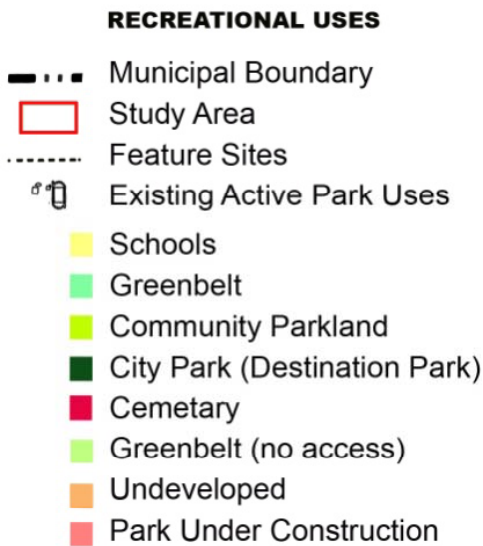 RECREATIONAL USES
Municipal Boundary
Study Area
Feature Sites
Existing Active Park Uses
Schools
Greenbelt
Community Parkland
City Park (Destination Park)
Cemetary
Greenbelt (no access)
Undeveloped
Park Under Construction